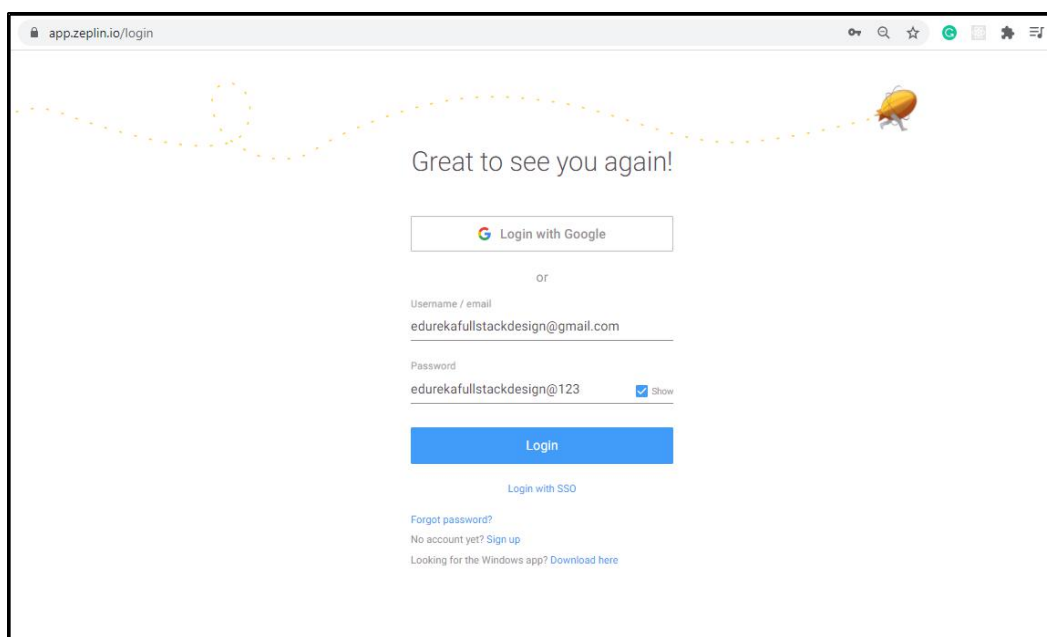 app.zeplin.io/login
Great to see you again!
Login with Google
or
Username / email
edurekafullstackdesign@gmail.com
Password
edurekafullstackdesign@123
Show
Login
Login with SSO
Forgot password?
No account yet? Sign up
Looking for the Windows app? Download here